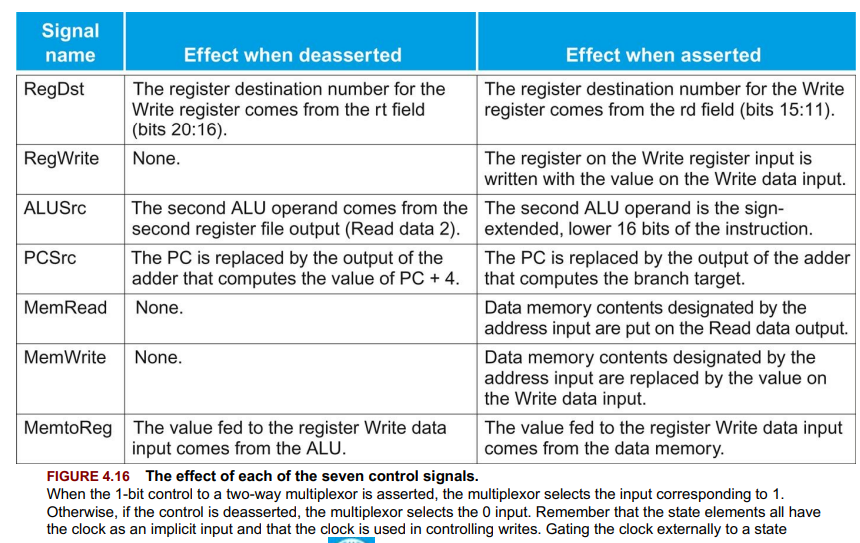 Signal
name
Effect when deasserted
Effect when asserted
RegDst
The register destination number for the
Write register comes from the rt field
(bits 20:16).
The register destination number for the Write
register comes from the rd field (bits 15:11).
RegWrite
None.
The register on the Write register input is
written with the value on the Write data input.
ALUSrc
The second ALU operand comes from the
second register file output (Read data 2).
The second ALU operand is the sign-
extended, lower 16 bits of the instruction.
PCSrc
The PC is replaced by the output of the
adder that computes the value of PC + 4.
The PC is replaced by the output of the adder
that computes the branch target.
MemRead
None.
Data memory contents designated by the
address input are put on the Read data output.
MemWrite
None.
Data memory contents designated by the
address input are replaced by the value on
the Write data input.
MemtoReg
The value fed to the register Write data
input comes from the ALU.
The value fed to the register Write data input
comes from the data memory.
FIGURE 4.16 The effect of each of the seven control signals.
When the 1-bit control to a two-way multiplexor is asserted, the multiplexor selects the input corresponding to 1.
Otherwise, if the control is deasserted, the multiplexor selects the 0 input. Remember that the state elements all have
the clock as an implicit input and that the clock is used in controlling writes. Gating the clock externally to a state